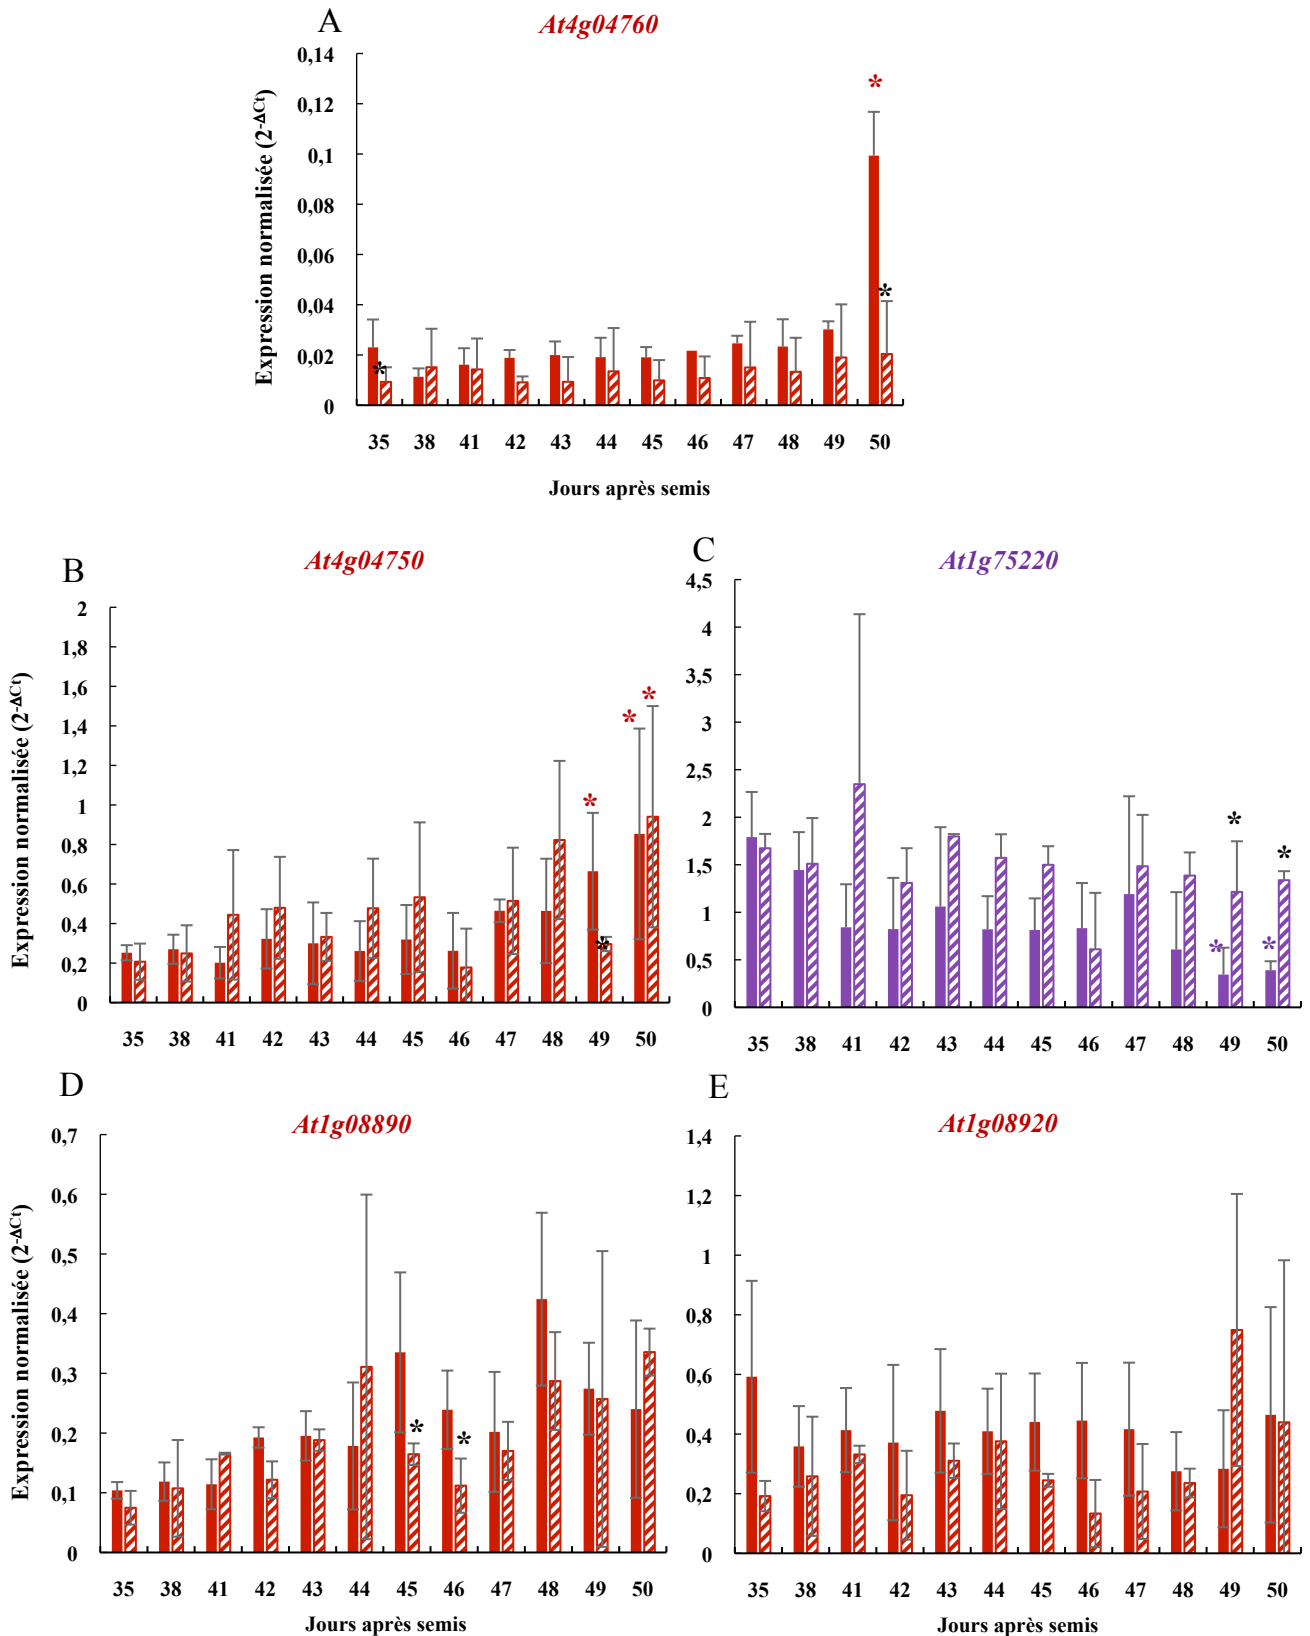 A
At4g04760
Expression normalisée (2-ΔCt)
0,14
0,12
0,1
0,08
0,06
0,04
0,02
0
*
*
*
35 38 41 42 43 44 45 46 47 48 49 50
Jours après semis
B
At4g04750
Expression normalisée (2-ΔCt)
2
1,8
1,6
1,4
1,2
1
0,8
0,6
0,4
0,2
0
*
*
*
*
35 38 41 42 43 44 45 46 47 48 49 50
C
At1g75220
4,5
4
3,5
3
2,5
2
1,5
1
0,5
0
*
*
*
*
35 38 41 42 43 44 45 46 47 48 49 50
D
At1g08890
Expression normalisée (2-ΔCt)
0,7
0,6
0,5
0,4
0,3
0,2
0,1
0
*
*
35 38 41 42 43 44 45 46 47 48 49 50
Jours après semis
E
At1g08920
1,4
1,2
1
0,8
0,6
0,4
0,2
0
35 38 41 42 43 44 45 46 47 48 49 50
Jours après semis